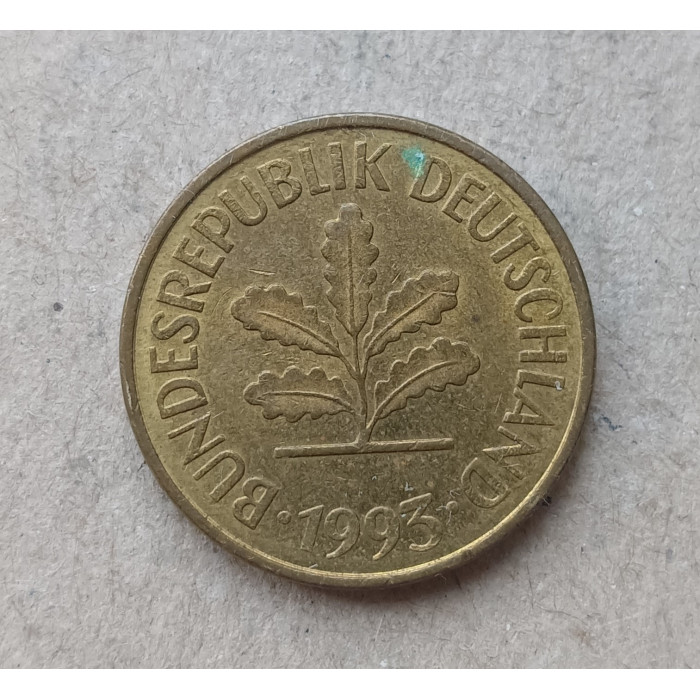 BUNDESREPUBLIK DEUTSCHLAND
· 1993 ·